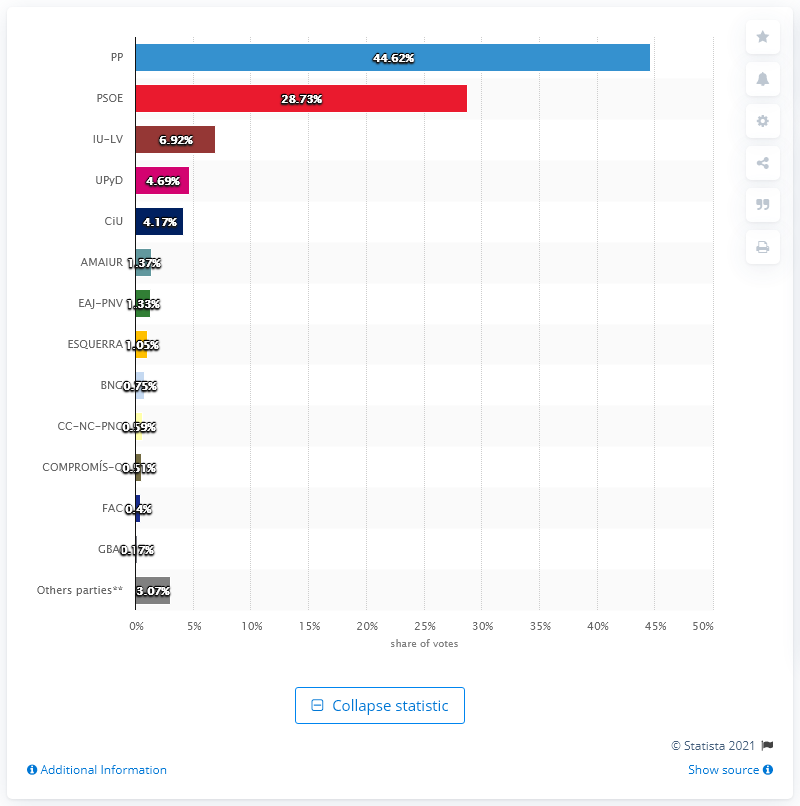 PP 44.62%
PSOE 28.73%
IU-LV 6.92%
UPyD 4.69%
CiU 4.17%
AMAIUR 1.37%
EAJ-PNV 1.33%
ESQUERRA 1.05%
BNG 0.75%
CC-NC-PNC 0.59%
COMPROMÍS-Q 0.51%
FAC 0.4%
GBAI 0.17%
Others parties** 3.07%
0% 5% 10% 15% 20% 25% 30% 35% 40% 45% 50%
share of votes
Collapse statistic
© Statista 2021
Additional Information Show source